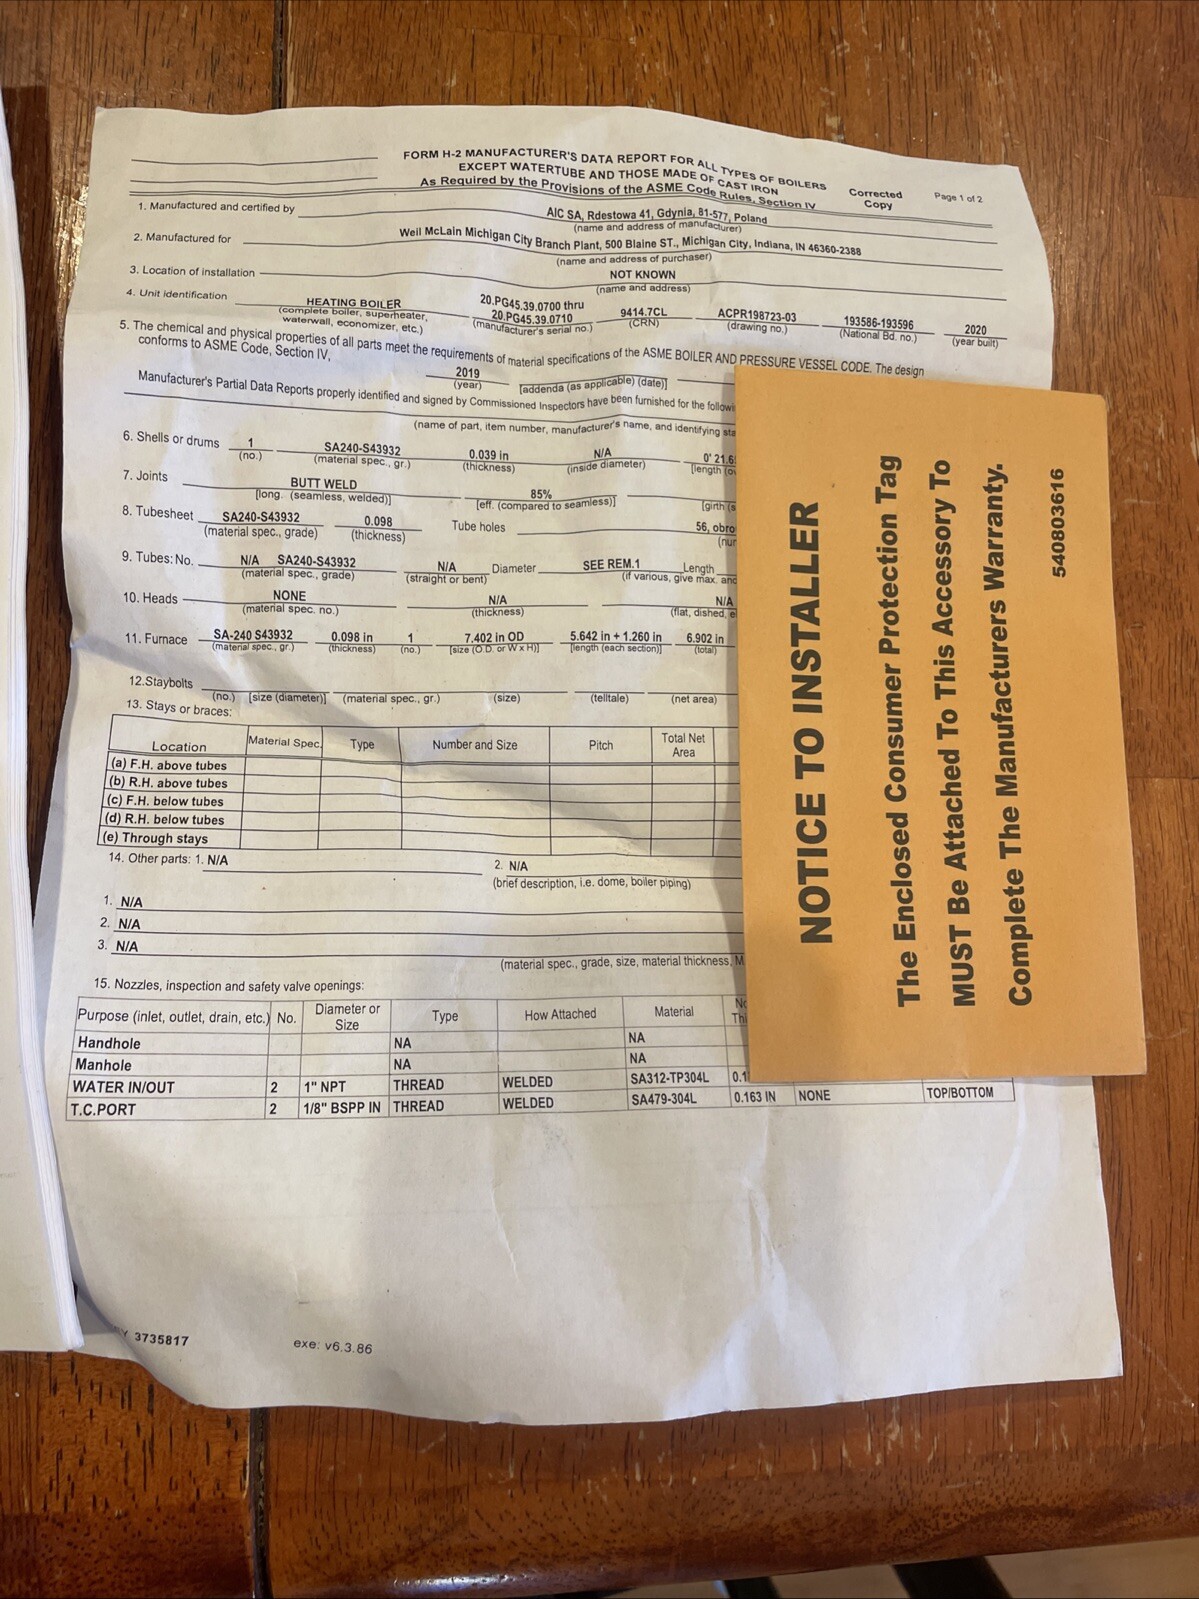 FORM H-2 MANUFACTURER'S DATA REPORT FOR ALL TYPES OF BOILERS
EXCEPT WATERTUBE AND THOSE MADE OF CAST IRON
As Required by the Provisions of the ASME Code Rules, Section IV
Corrected
Copy
Page 1 of 2
1. Manufactured and certified by AIC SA, Rdestowa 41, Gdynia, 81-577, Poland
(name and address of manufacturer)
2. Manufactured for Weil McLain Michigan City Branch Plant, 500 Blaine ST., Michigan City, Indiana, IN 46360-2388
(name and address of purchaser)
3. Location of installation NOT KNOWN
(name and address)
4. Unit identification HEATING BOILER 20.PG45.39.0700 thru 20.PG45.39.0710 9414.7CL ACPR198723-03 193586-193596 2020
(complete boiler, superheater, waterwall, economizer, etc.) (manufacturer's serial no.) (CRN) (drawing no.) (National Bd. no.) (year built)
5. The chemical and physical properties of all parts meet the requirements of material specifications of the ASME BOILER AND PRESSURE VESSEL CODE. The design
conforms to ASME Code, Section IV, 2019
(year) [addenda (as applicable) (date)]
Manufacturer's Partial Data Reports properly identified and signed by Commissioned Inspectors have been furnished for the
(name of part, item number, manufacturer's name, and identifying
6. Shells or drums 1 SA240-S43932 0.039 in N/A 0' 21.6
(no.) (material spec., gr.) (thickness) (inside diameter) [length
7. Joints BUTT WELD 85%
[long. (seamless, welded)] [eff. (compared to seamless)] [girth
8. Tubesheet SA240-S43932 0.098 Tube holes 56,
(material spec., grade) (thickness)
9. Tubes: No. N/A SA240-S43932 N/A Diameter SEE REM.1 Length
(material spec., grade) (straight or bent) (if various, give max. and
10. Heads NONE N/A N/A
(material spec. no.) (thickness) (flat, dished,
11. Furnace SA-240 S43932 0.098 in 1 7.402 in OD 5.642 in + 1.260 in 6.902 in
(material spec., gr.) (thickness) (no.) [size (O.D. or W x H)] [length (each section)] (total)
12.Staybolts
(no.) [size (diameter)] (material spec., gr.) (size) (telltale) (net area)
13. Stays or braces:
Location Material Spec. Type Number and Size Pitch Total Net Area
(a) F.H. above tubes
(b) R.H. above tubes
(c) F.H. below tubes
(d) R.H. below tubes
(e) Through stays
14. Other parts: 1. N/A 2. N/A
(brief description, i.e. dome, boiler piping)
1. N/A
2. N/A
3. N/A
(material spec., grade, size, material thickness,
15. Nozzles, inspection and safety valve openings:
Purpose (inlet, outlet, drain, etc.) No. Diameter or Size Type How Attached Material
Handhole NA NA
Manhole NA NA
WATER IN/OUT 2 1" NPT THREAD WELDED SA312-TP304L
T.C.PORT 2 1/8" BSPP IN THREAD WELDED SA479-304L 0.163 IN NONE TOP/BOTTOM
3735817
exe: v6.3.86
NOTICE TO INSTALLER
The Enclosed Consumer Protection Tag
MUST Be Attached To This Accessory To
Complete The Manufacturers Warranty.
540803616